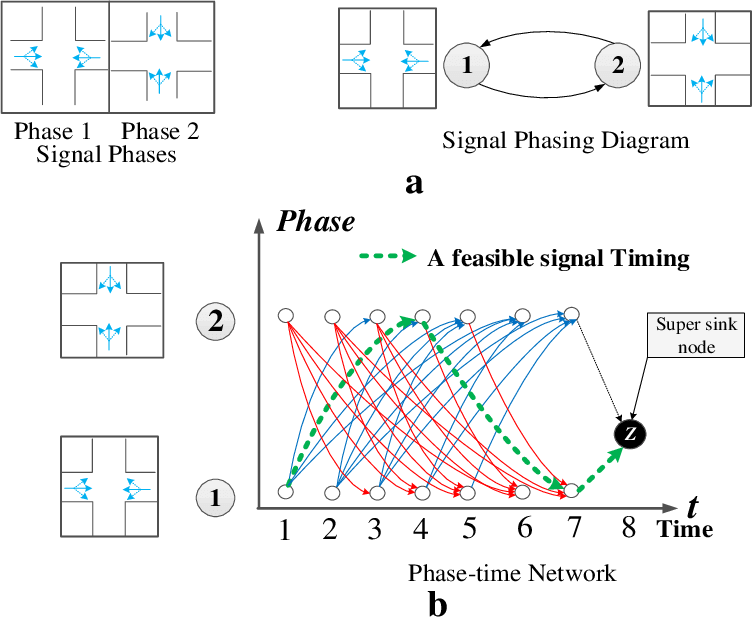 1
2
Phase 1
Phase 2
Signal Phases
Signal Phasing Diagram
a
Phase
A feasible signal Timing
2
Super sink
node
Z
1
t
1 2 3 4 5 6 7 8 Time
Phase-time Network
b